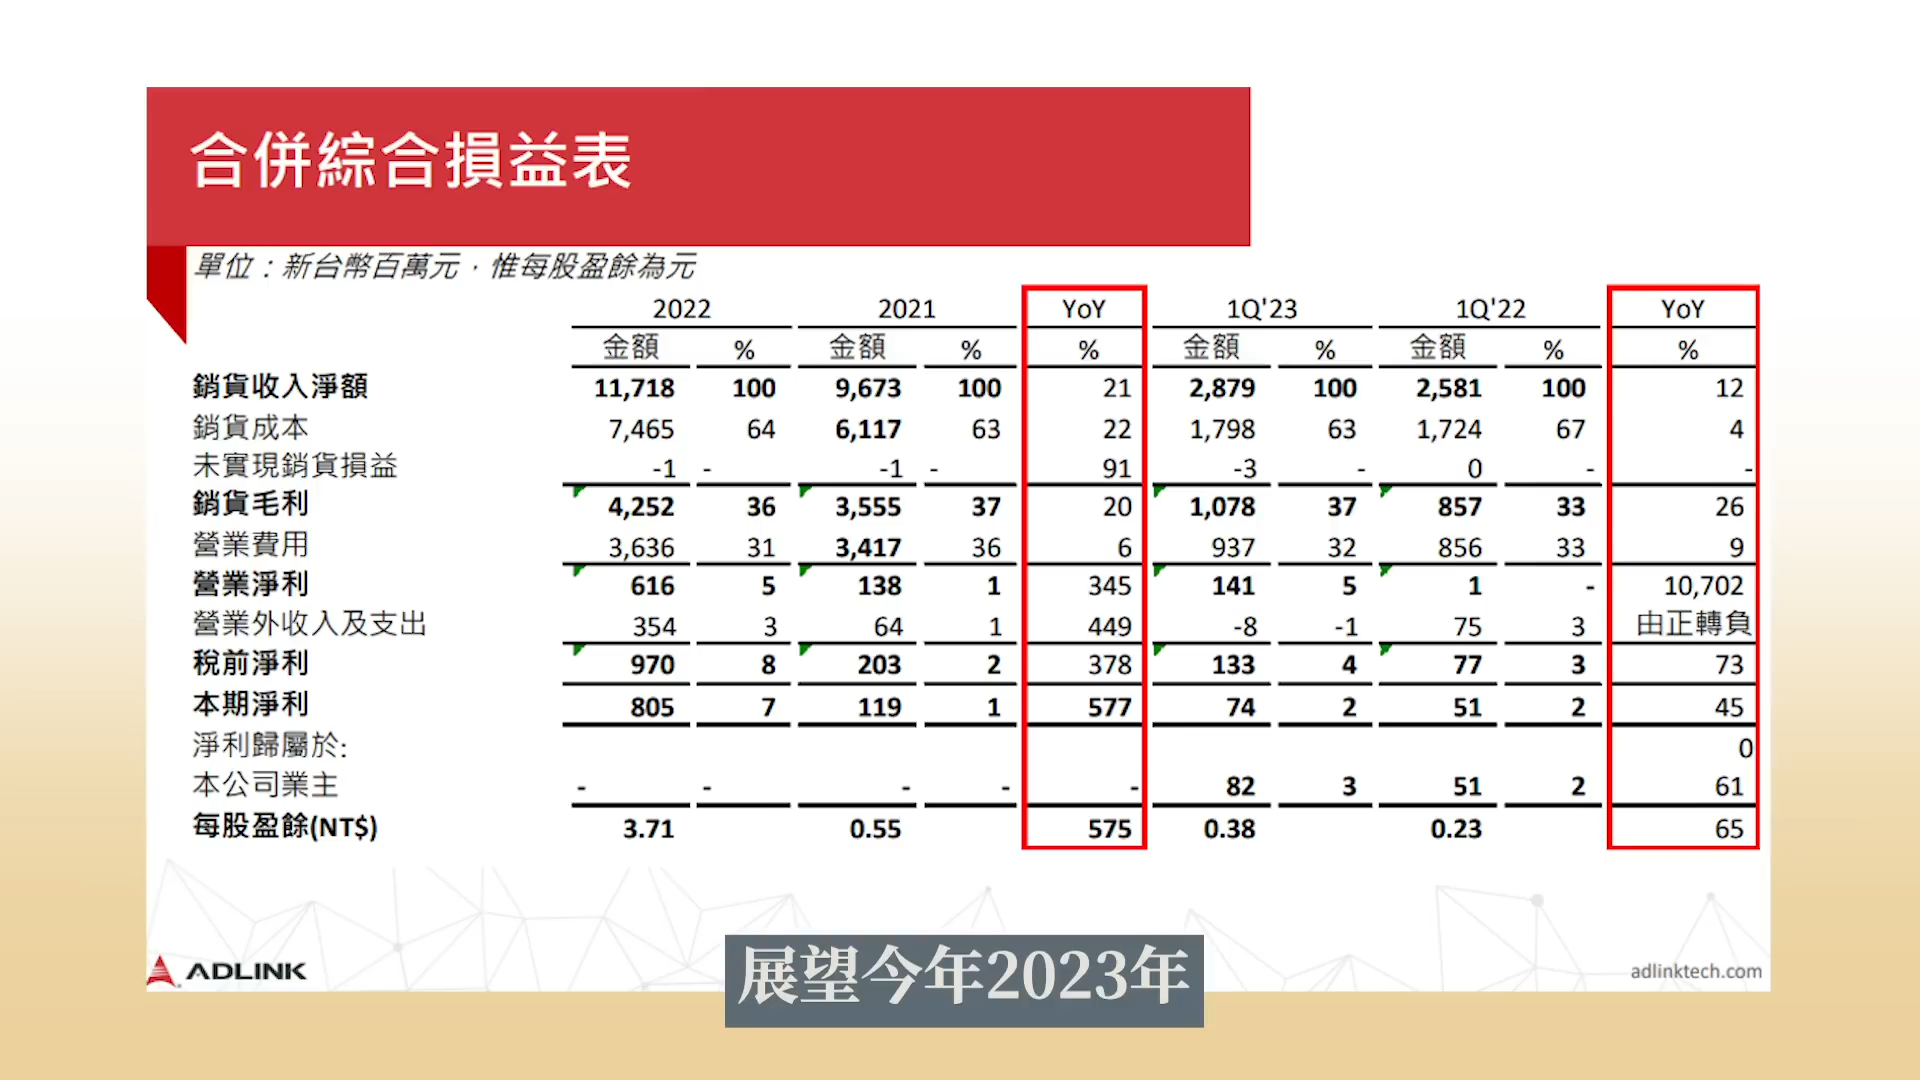 合併綜合損益表
單位：新台幣百萬元，惟每股盈餘為元
2022 2021 YoY 1Q'23 1Q'22 YoY
金額 % 金額 % % 金額 % 金額 % %
銷貨收入淨額 11,718 100 9,673 100 21 2,879 100 2,581 100 12
銷貨成本 7,465 64 6,117 63 22 1,798 63 1,724 67 4
未實現銷貨損益 -1 - -1 - 91 -3 - 0 - -
銷貨毛利 4,252 36 3,555 37 20 1,078 37 857 33 26
營業費用 3,636 31 3,417 36 6 937 32 856 33 9
營業淨利 616 5 138 1 345 141 5 1 - 10,702
營業外收入及支出 354 3 64 1 449 -8 -1 75 3 由正轉負
稅前淨利 970 8 203 2 378 133 4 77 3 73
本期淨利 805 7 119 1 577 74 2 51 2 45
淨利歸屬於: 0
本公司業主 - - - - - 82 3 51 2 61
每股盈餘(NT$) 3.71 0.55 575 0.38 0.23 65
ADLINK
adlinktech.com
展望今年2023年